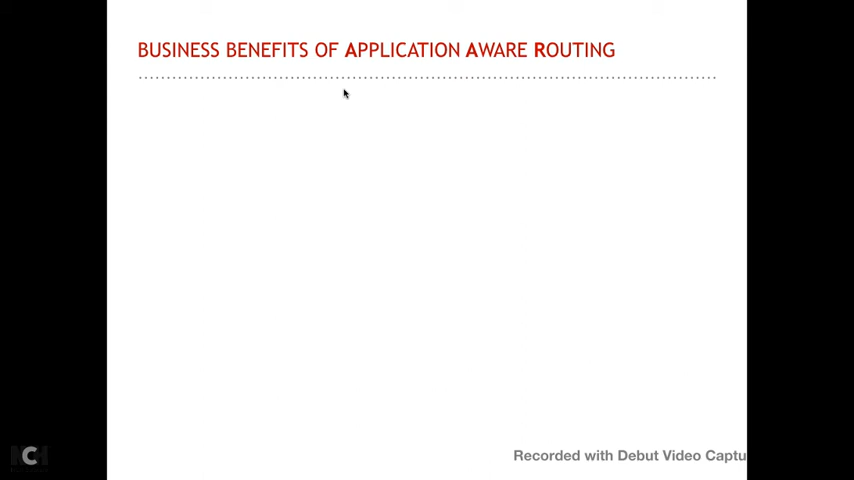 BUSINESS BENEFITS OF APPLICATION AWARE ROUTING
Recorded with Debut Video Captu